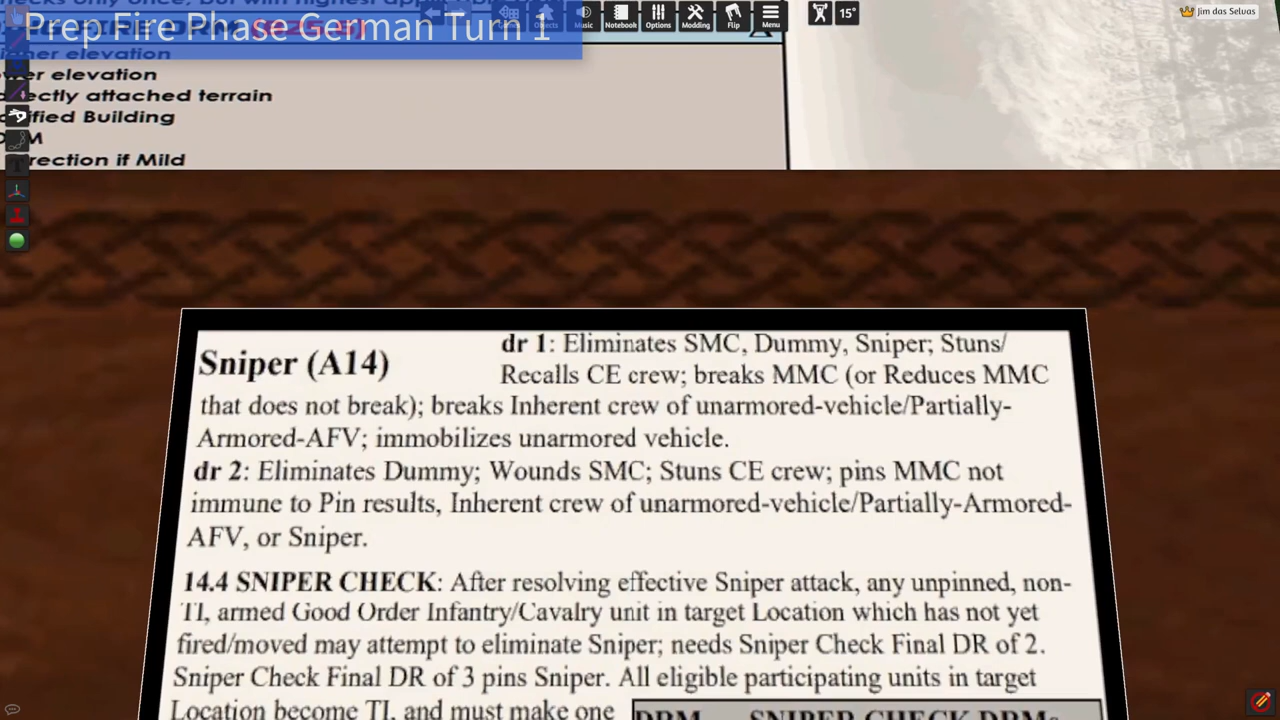 Prep Fire Phase German Turn 1
Objects
Music
Notebook
Options
Modding
Flip
Menu
15°
Jim das Selvas
elevation
elevation
attached terrain
Building
if Mild
Sniper (A14)
dr 1: Eliminates SMC, Dummy, Sniper; Stuns/
Recalls CE crew; breaks MMC (or Reduces MMC
that does not break); breaks Inherent crew of unarmored-vehicle/Partially-
Armored-AFV; immobilizes unarmored vehicle.
dr 2: Eliminates Dummy; Wounds SMC; Stuns CE crew; pins MMC not
immune to Pin results, Inherent crew of unarmored-vehicle/Partially-Armored-
AFV, or Sniper.
14.4 SNIPER CHECK: After resolving effective Sniper attack, any unpinned, non-
TI, armed Good Order Infantry/Cavalry unit in target Location which has not yet
fired/moved may attempt to eliminate Sniper; needs Sniper Check Final DR of 2.
Sniper Check Final DR of 3 pins Sniper. All eligible participating units in target
Location become TI, and must make one
DRM SNIPER CHECK DRMs